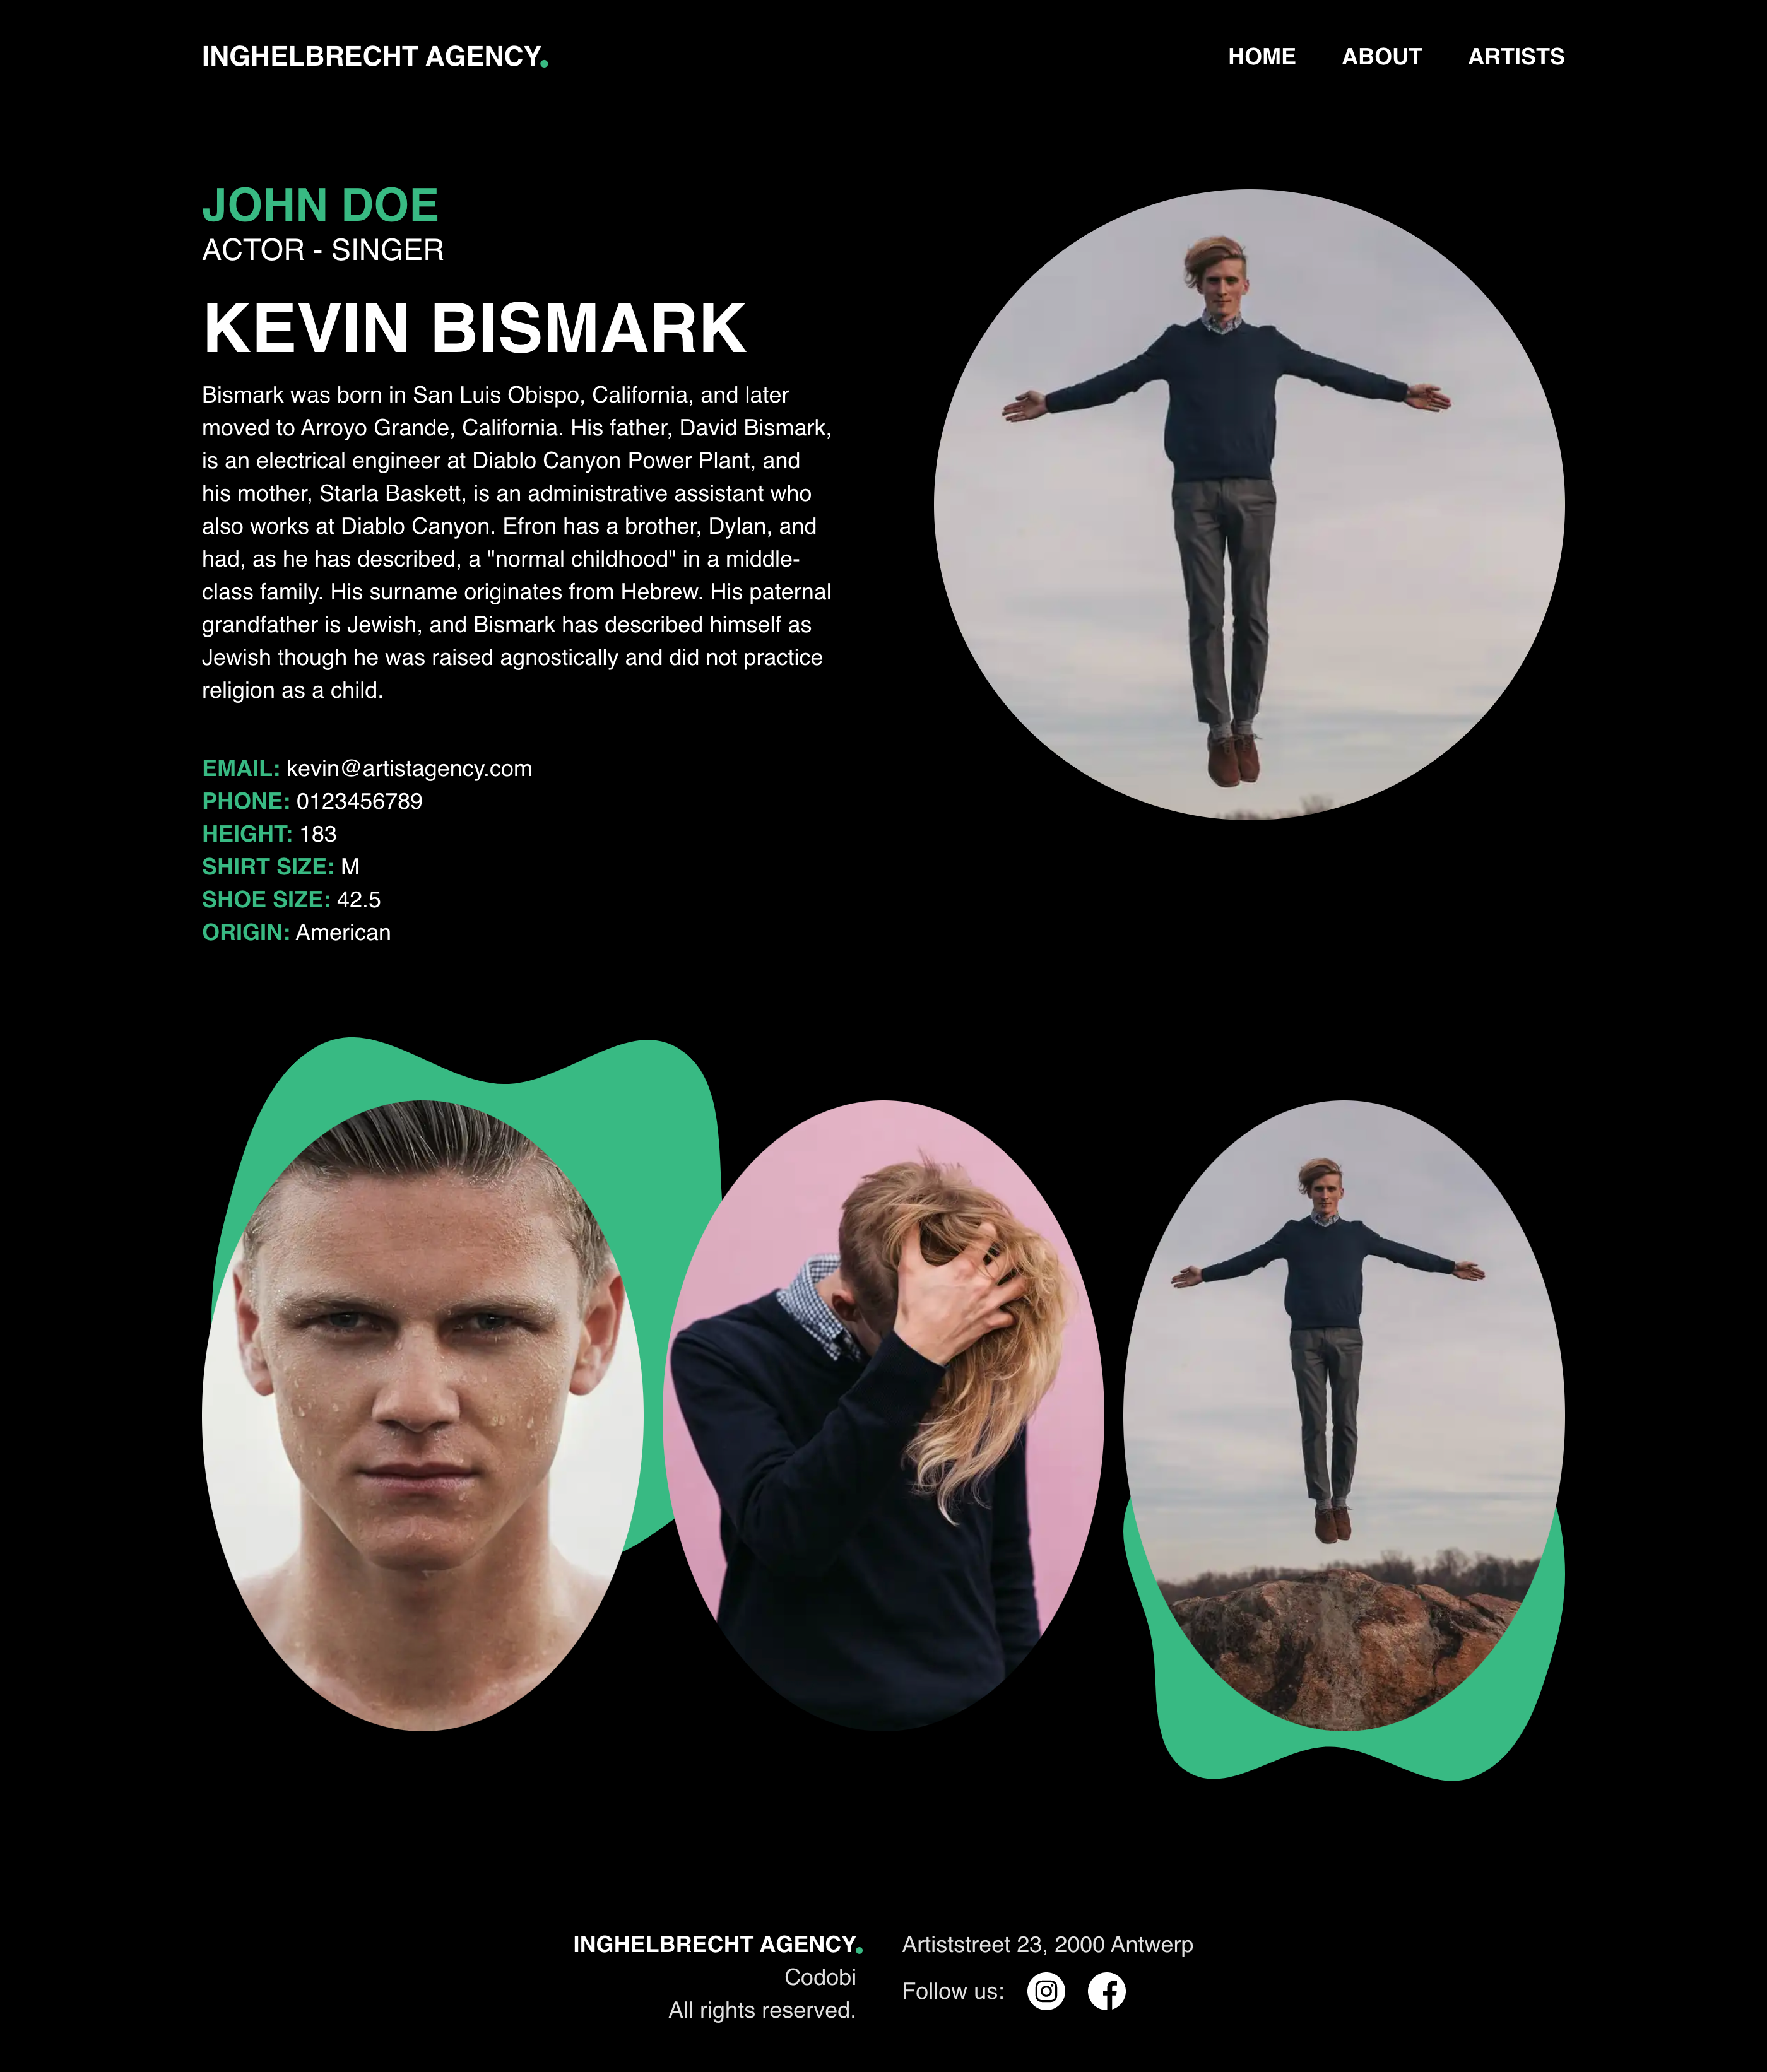 INGHELBRECHT AGENCY.
HOME ABOUT ARTISTS
JOHN DOE
ACTOR - SINGER
KEVIN BISMARK
Bismark was born in San Luis Obispo, California, and later
moved to Arroyo Grande, California. His father, David Bismark,
is an electrical engineer at Diablo Canyon Power Plant, and
his mother, Starla Baskett, is an administrative assistant who
also works at Diablo Canyon. Efron has a brother, Dylan, and
had, as he has described, a "normal childhood" in a middle-
class family. His surname originates from Hebrew. His paternal
grandfather is Jewish, and Bismark has described himself as
Jewish though he was raised agnostically and did not practice
religion as a child.
EMAIL: kevin@artistagency.com
PHONE: 0123456789
HEIGHT: 183
SHIRT SIZE: M
SHOE SIZE: 42.5
ORIGIN: American
INGHELBRECHT AGENCY.
Codobi
All rights reserved.
Artiststreet 23, 2000 Antwerp
Follow us: